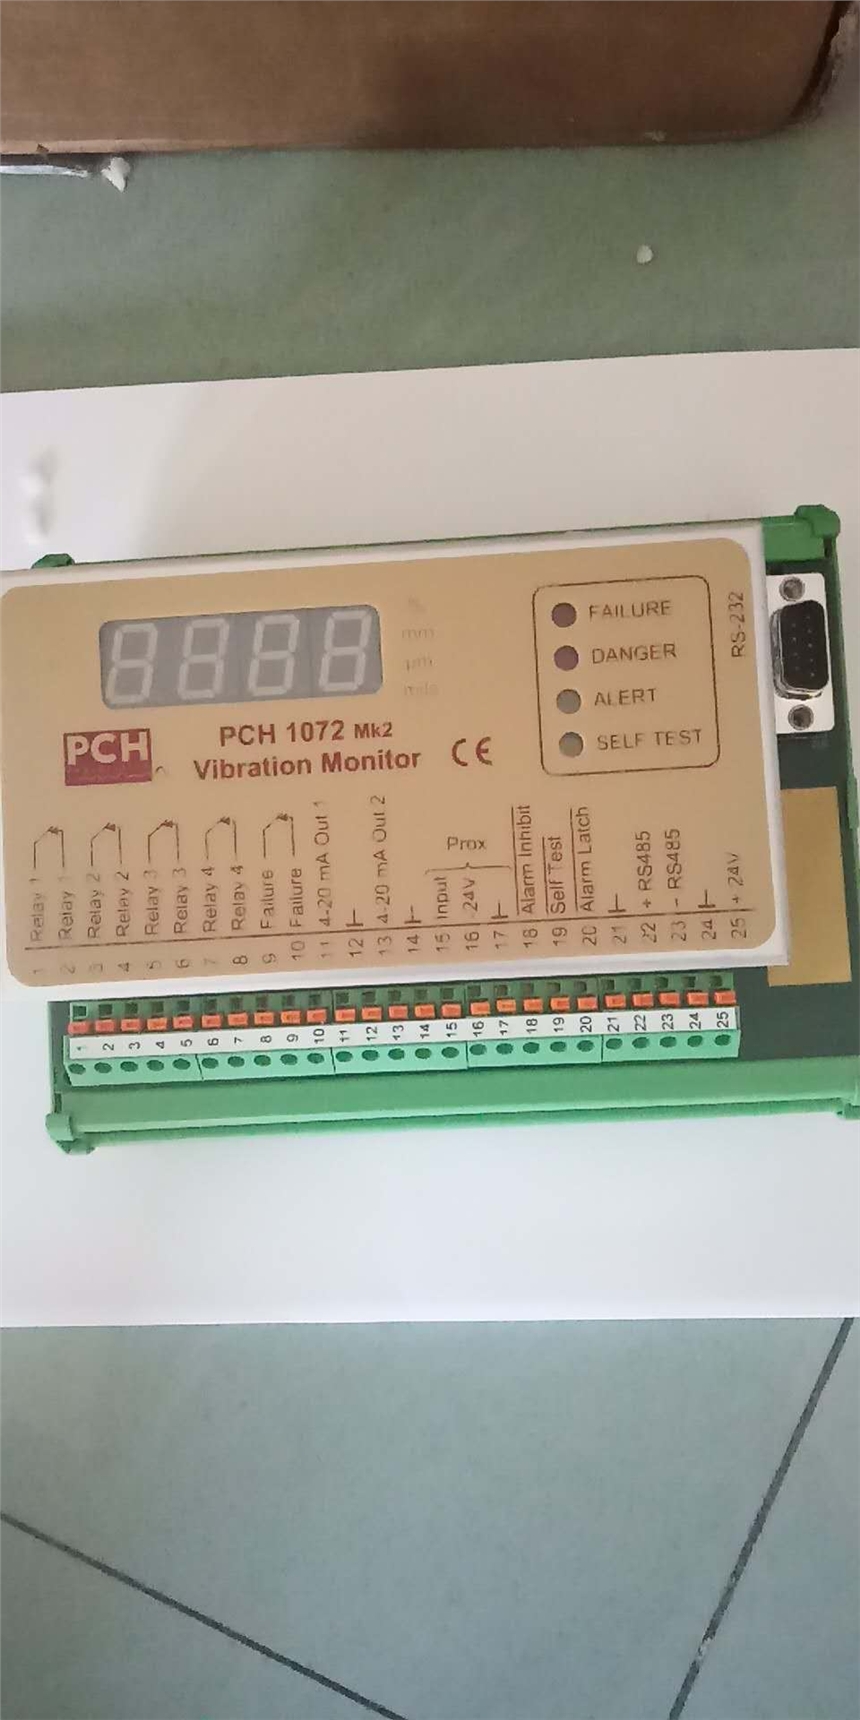 8888
%
mm
µm
mils
FAILURE
DANGER
ALERT
SELF TEST
RS-232
PCH
PCH 1072 Mk2
Vibration Monitor
CE
1 Relay 1
2 Relay 1
3 Relay 2
4 Relay 2
5 Relay 3
6 Relay 3
7 Relay 4
8 Relay 4
9 Failure
10 Failure
11 4-20 mA Out 1
12
13 4-20 mA Out 2
14
15 Input
16 24V
17
Prox
18 Alarm Inhibit
19 Self Test
20 Alarm Latch
21
22 + RS485
23 - RS485
24
25 + 24V
1 2 3 4 5 6 7 8 9 10 11 12 13 14 15 16 17 18 19 20 21 22 23 24 25